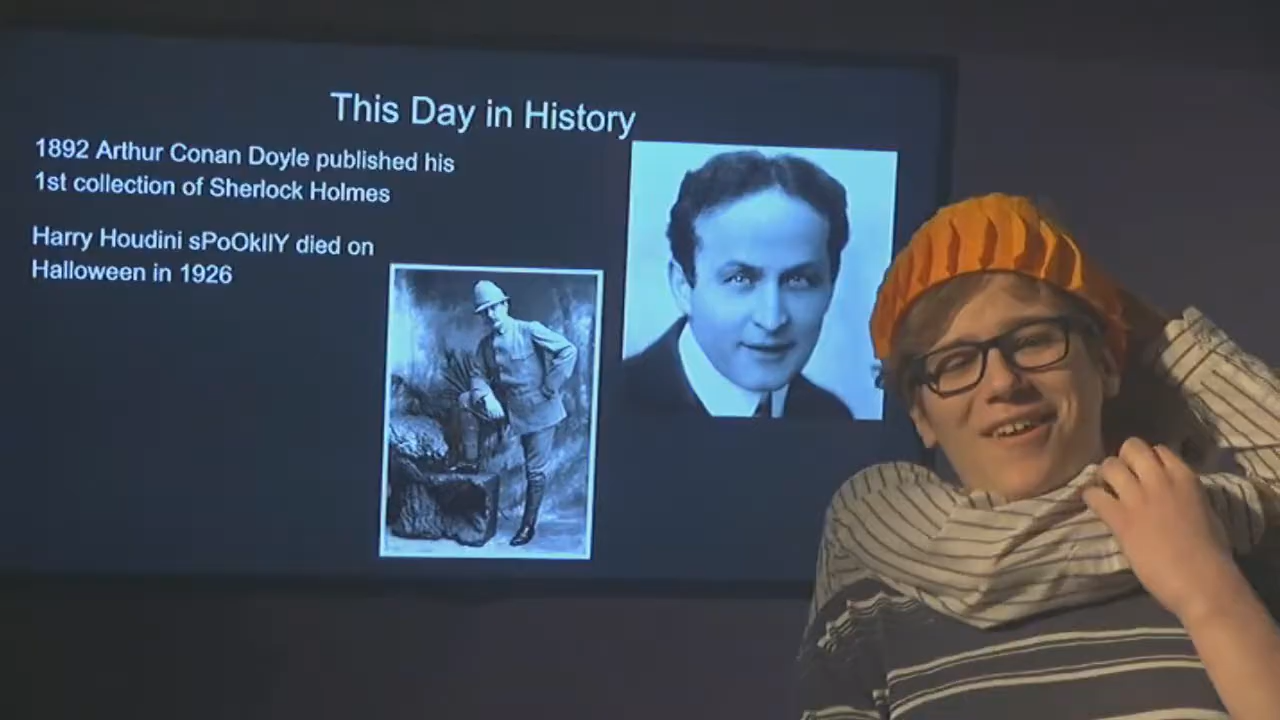 This Day in History
1892 Arthur Conan Doyle published his
1st collection of Sherlock Holmes
Harry Houdini sPoOkIlY died on
Halloween in 1926